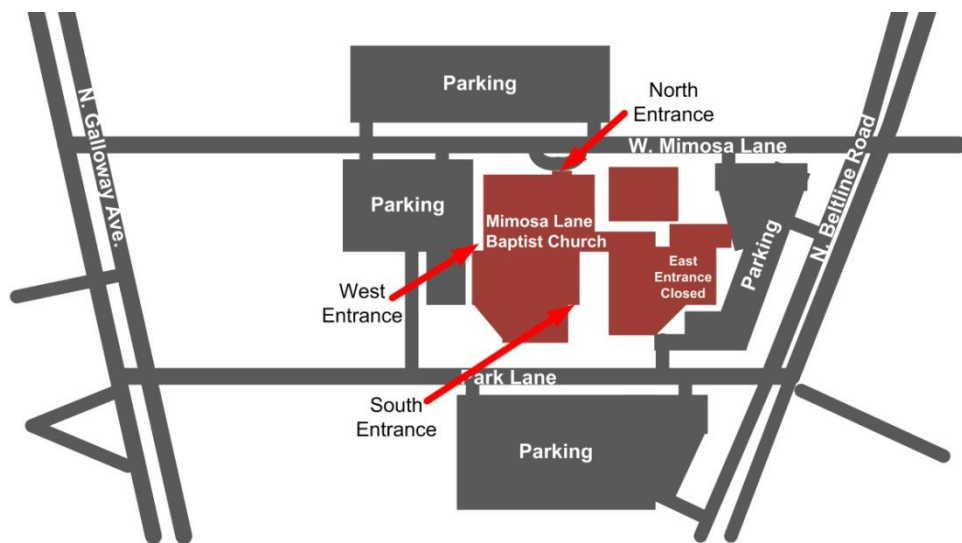 Parking
North
Entrance
N. Galloway Ave.
W. Mimosa Lane
Parking
Mimosa Lane
Baptist Church
N. Beltline Road
Parking
East
Entrance
Closed
West
Entrance
Park Lane
South
Entrance
Parking